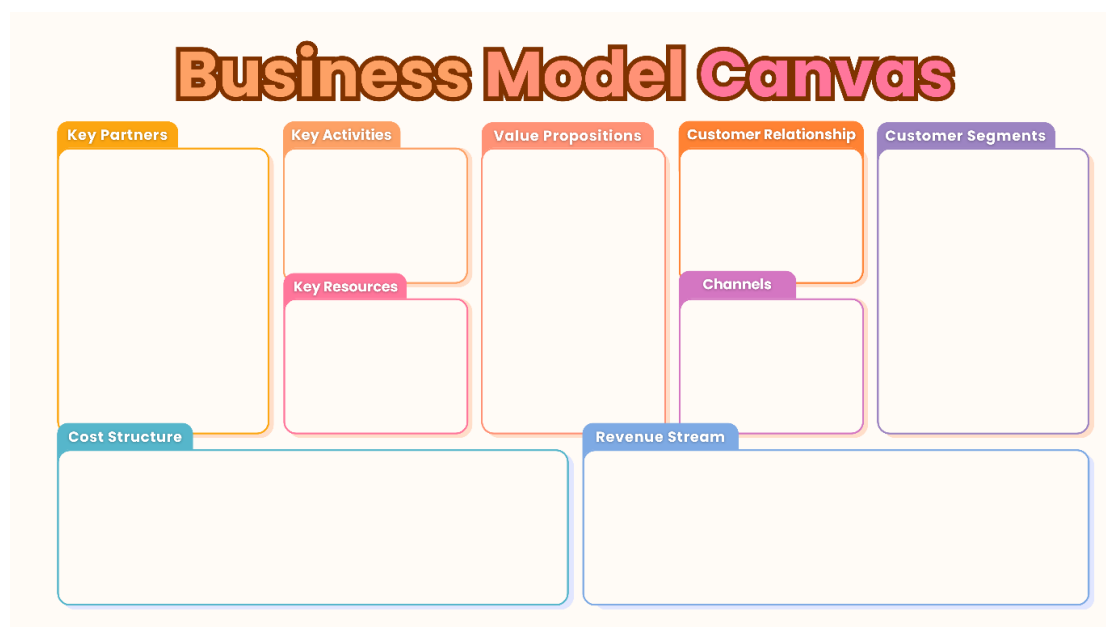 Business Model Canvas
Key Partners
Key Activities
Value Propositions
Customer Relationship
Customer Segments
Key Resources
Channels
Cost Structure
Revenue Stream